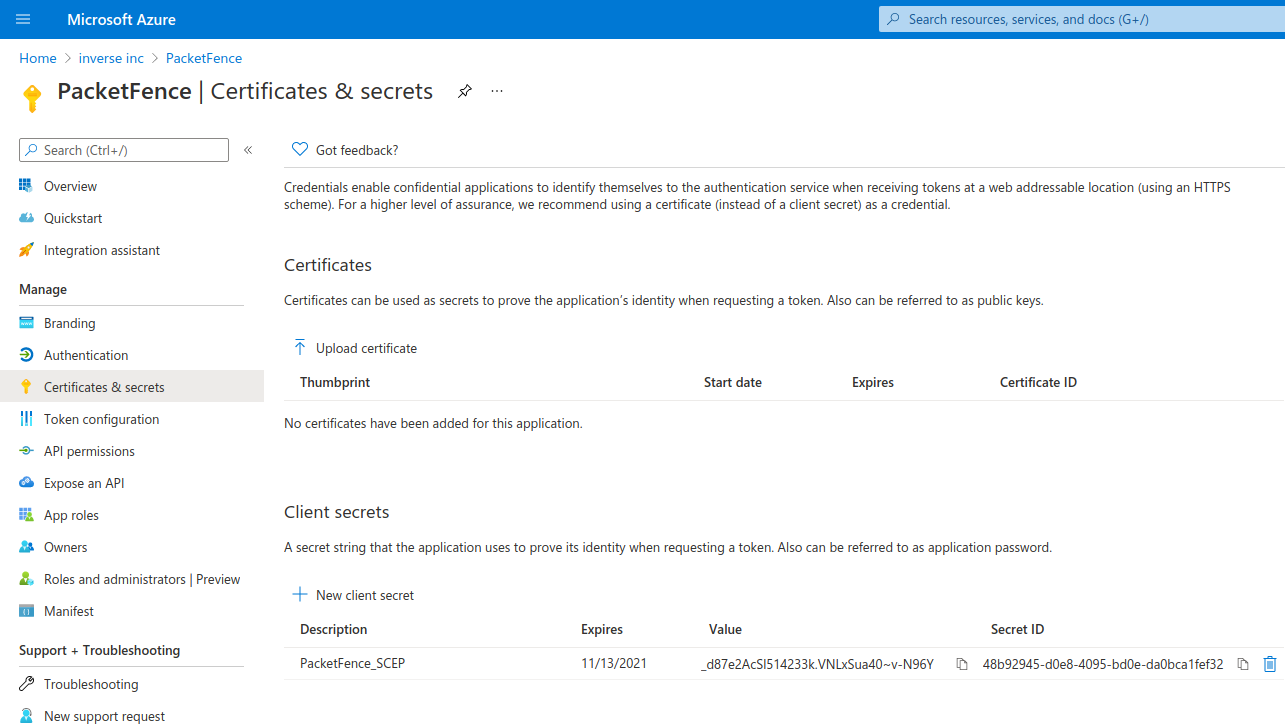 Microsoft Azure
Search resources, services, and docs (G+/)
Home > inverse inc > PacketFence
PacketFence | Certificates & secrets
Search (Ctrl+/)
Overview
Quickstart
Integration assistant
Manage
Branding
Authentication
Certificates & secrets
Token configuration
API permissions
Expose an API
App roles
Owners
Roles and administrators | Preview
Manifest
Support + Troubleshooting
Troubleshooting
New support request
Got feedback?
Credentials enable confidential applications to identify themselves to the authentication service when receiving tokens at a web addressable location (using an HTTPS
scheme). For a higher level of assurance, we recommend using a certificate (instead of a client secret) as a credential.
Certificates
Certificates can be used as secrets to prove the application's identity when requesting a token. Also can be referred to as public keys.
Upload certificate
Thumbprint Start date Expires Certificate ID
No certificates have been added for this application.
Client secrets
A secret string that the application uses to prove its identity when requesting a token. Also can be referred to as application password.
New client secret
Description Expires Value Secret ID
PacketFence_SCEP 11/13/2021 _d87e2AcSl514233k.VNLxSua40~v-N96Y 48b92945-d0e8-4095-bd0e-da0bca1fef32